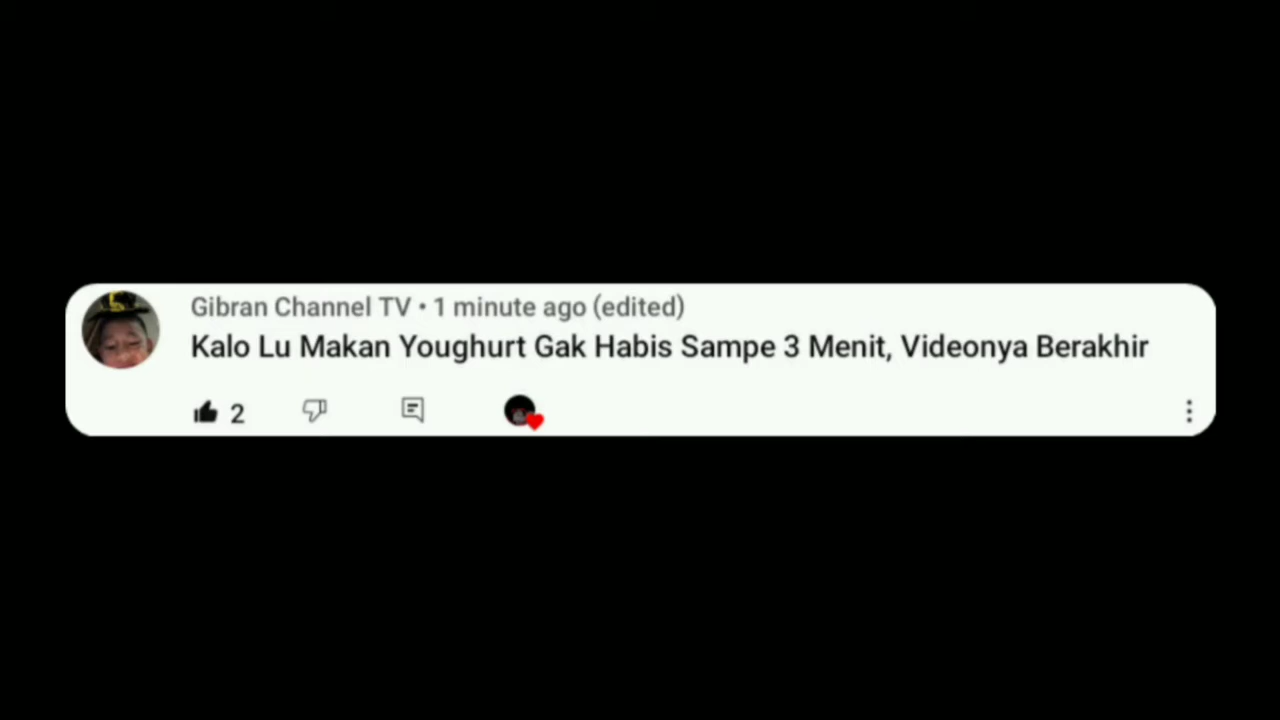 Gibran Channel TV • 1 minute ago (edited)
Kalo Lu Makan Youghurt Gak Habis Sampe 3 Menit, Videonya Berakhir
2